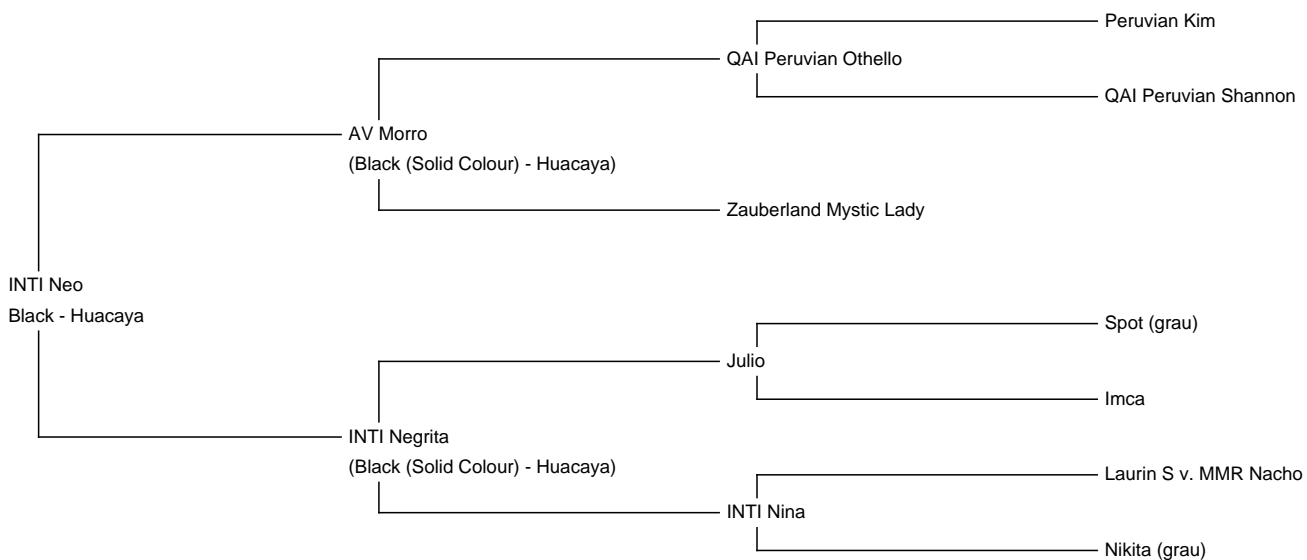 Peruvian Kim
QAI Peruvian Othello
QAI Peruvian Shannon
AV Morro
(Black (Solid Colour) - Huacaya)
Zauberland Mystic Lady
INTI Neo
Black - Huacaya
Spot (grau)
Julio
Imca
INTI Negrita
(Black (Solid Colour) - Huacaya)
Laurin S v. MMR Nacho
INTI Nina
Nikita (grau)